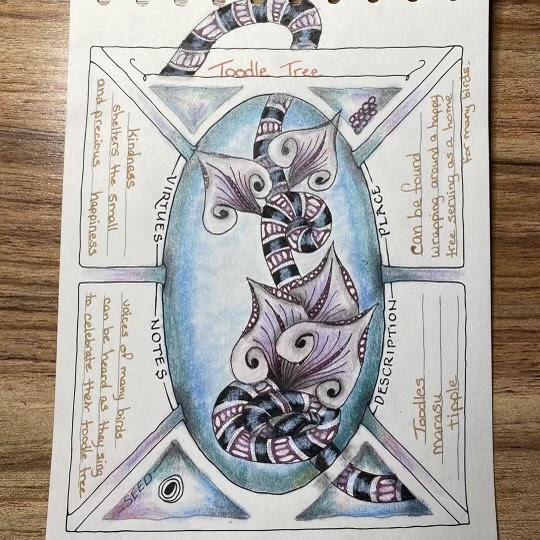 Toodle Tree
VIRTUES
kindness
shelters the small
and precious happiness
PLACE
can be found
wrapping around a happy
tree serving as a home
for many birds.
NOTES
voices of many birds
can be heard as they sing
to celebrate their toodle tree
DESCRIPTION
Toodles
marasu
tipple
SEED